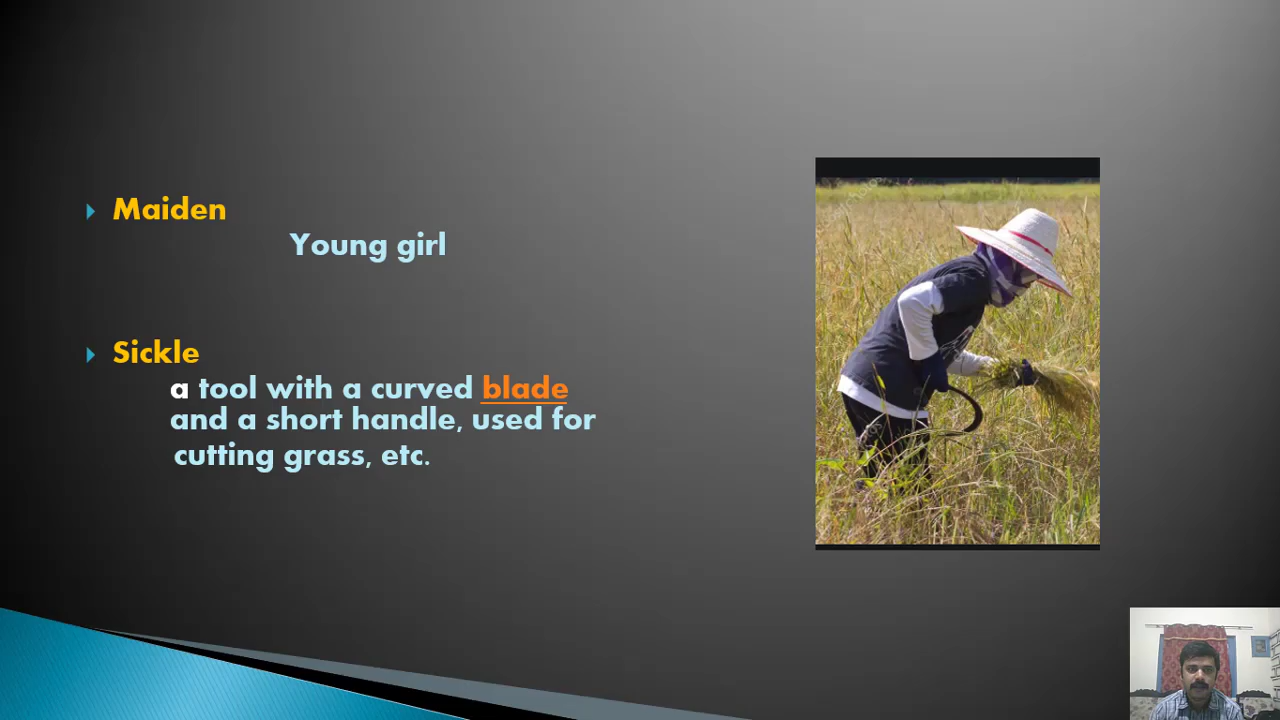 Maiden
Young girl
Sickle
a tool with a curved blade
and a short handle, used for
cutting grass, etc.